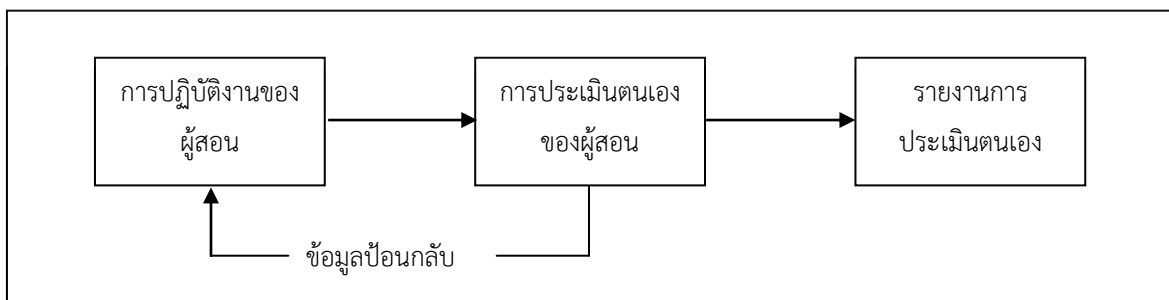 การปฏิบัติงานของ
ผู้สอน
การประเมินตนเอง
ของผู้สอน
รายงานการ
ประเมินตนเอง
ข้อมูลป้อนกลับ